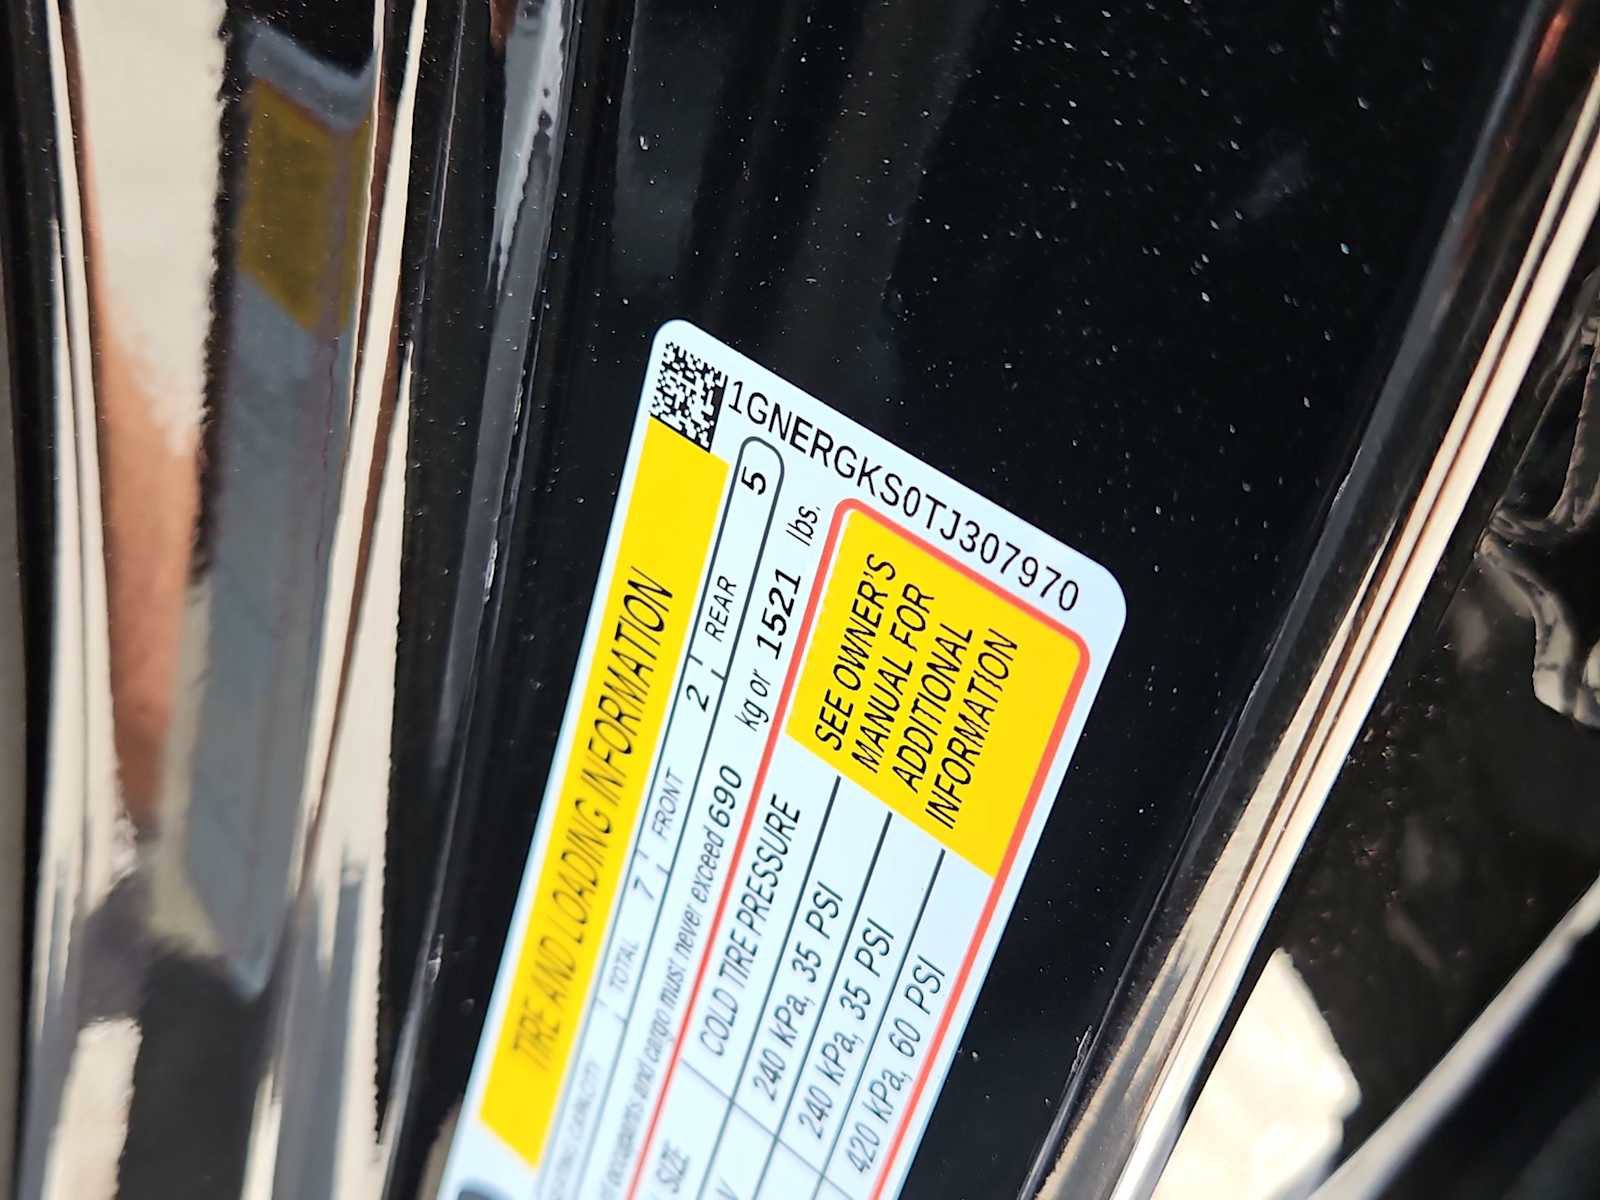 1GNERGKS0TJ307970
TIRE AND LOADING INFORMATION
TOTAL 7 FRONT 2 REAR 5
occupants and cargo must never exceed 690 kg or 1521 lbs.
SIZE COLD TIRE PRESSURE
240 kPa, 35 PSI
240 kPa, 35 PSI
420 kPa, 60 PSI
SEE OWNER'S
MANUAL FOR
ADDITIONAL
INFORMATION